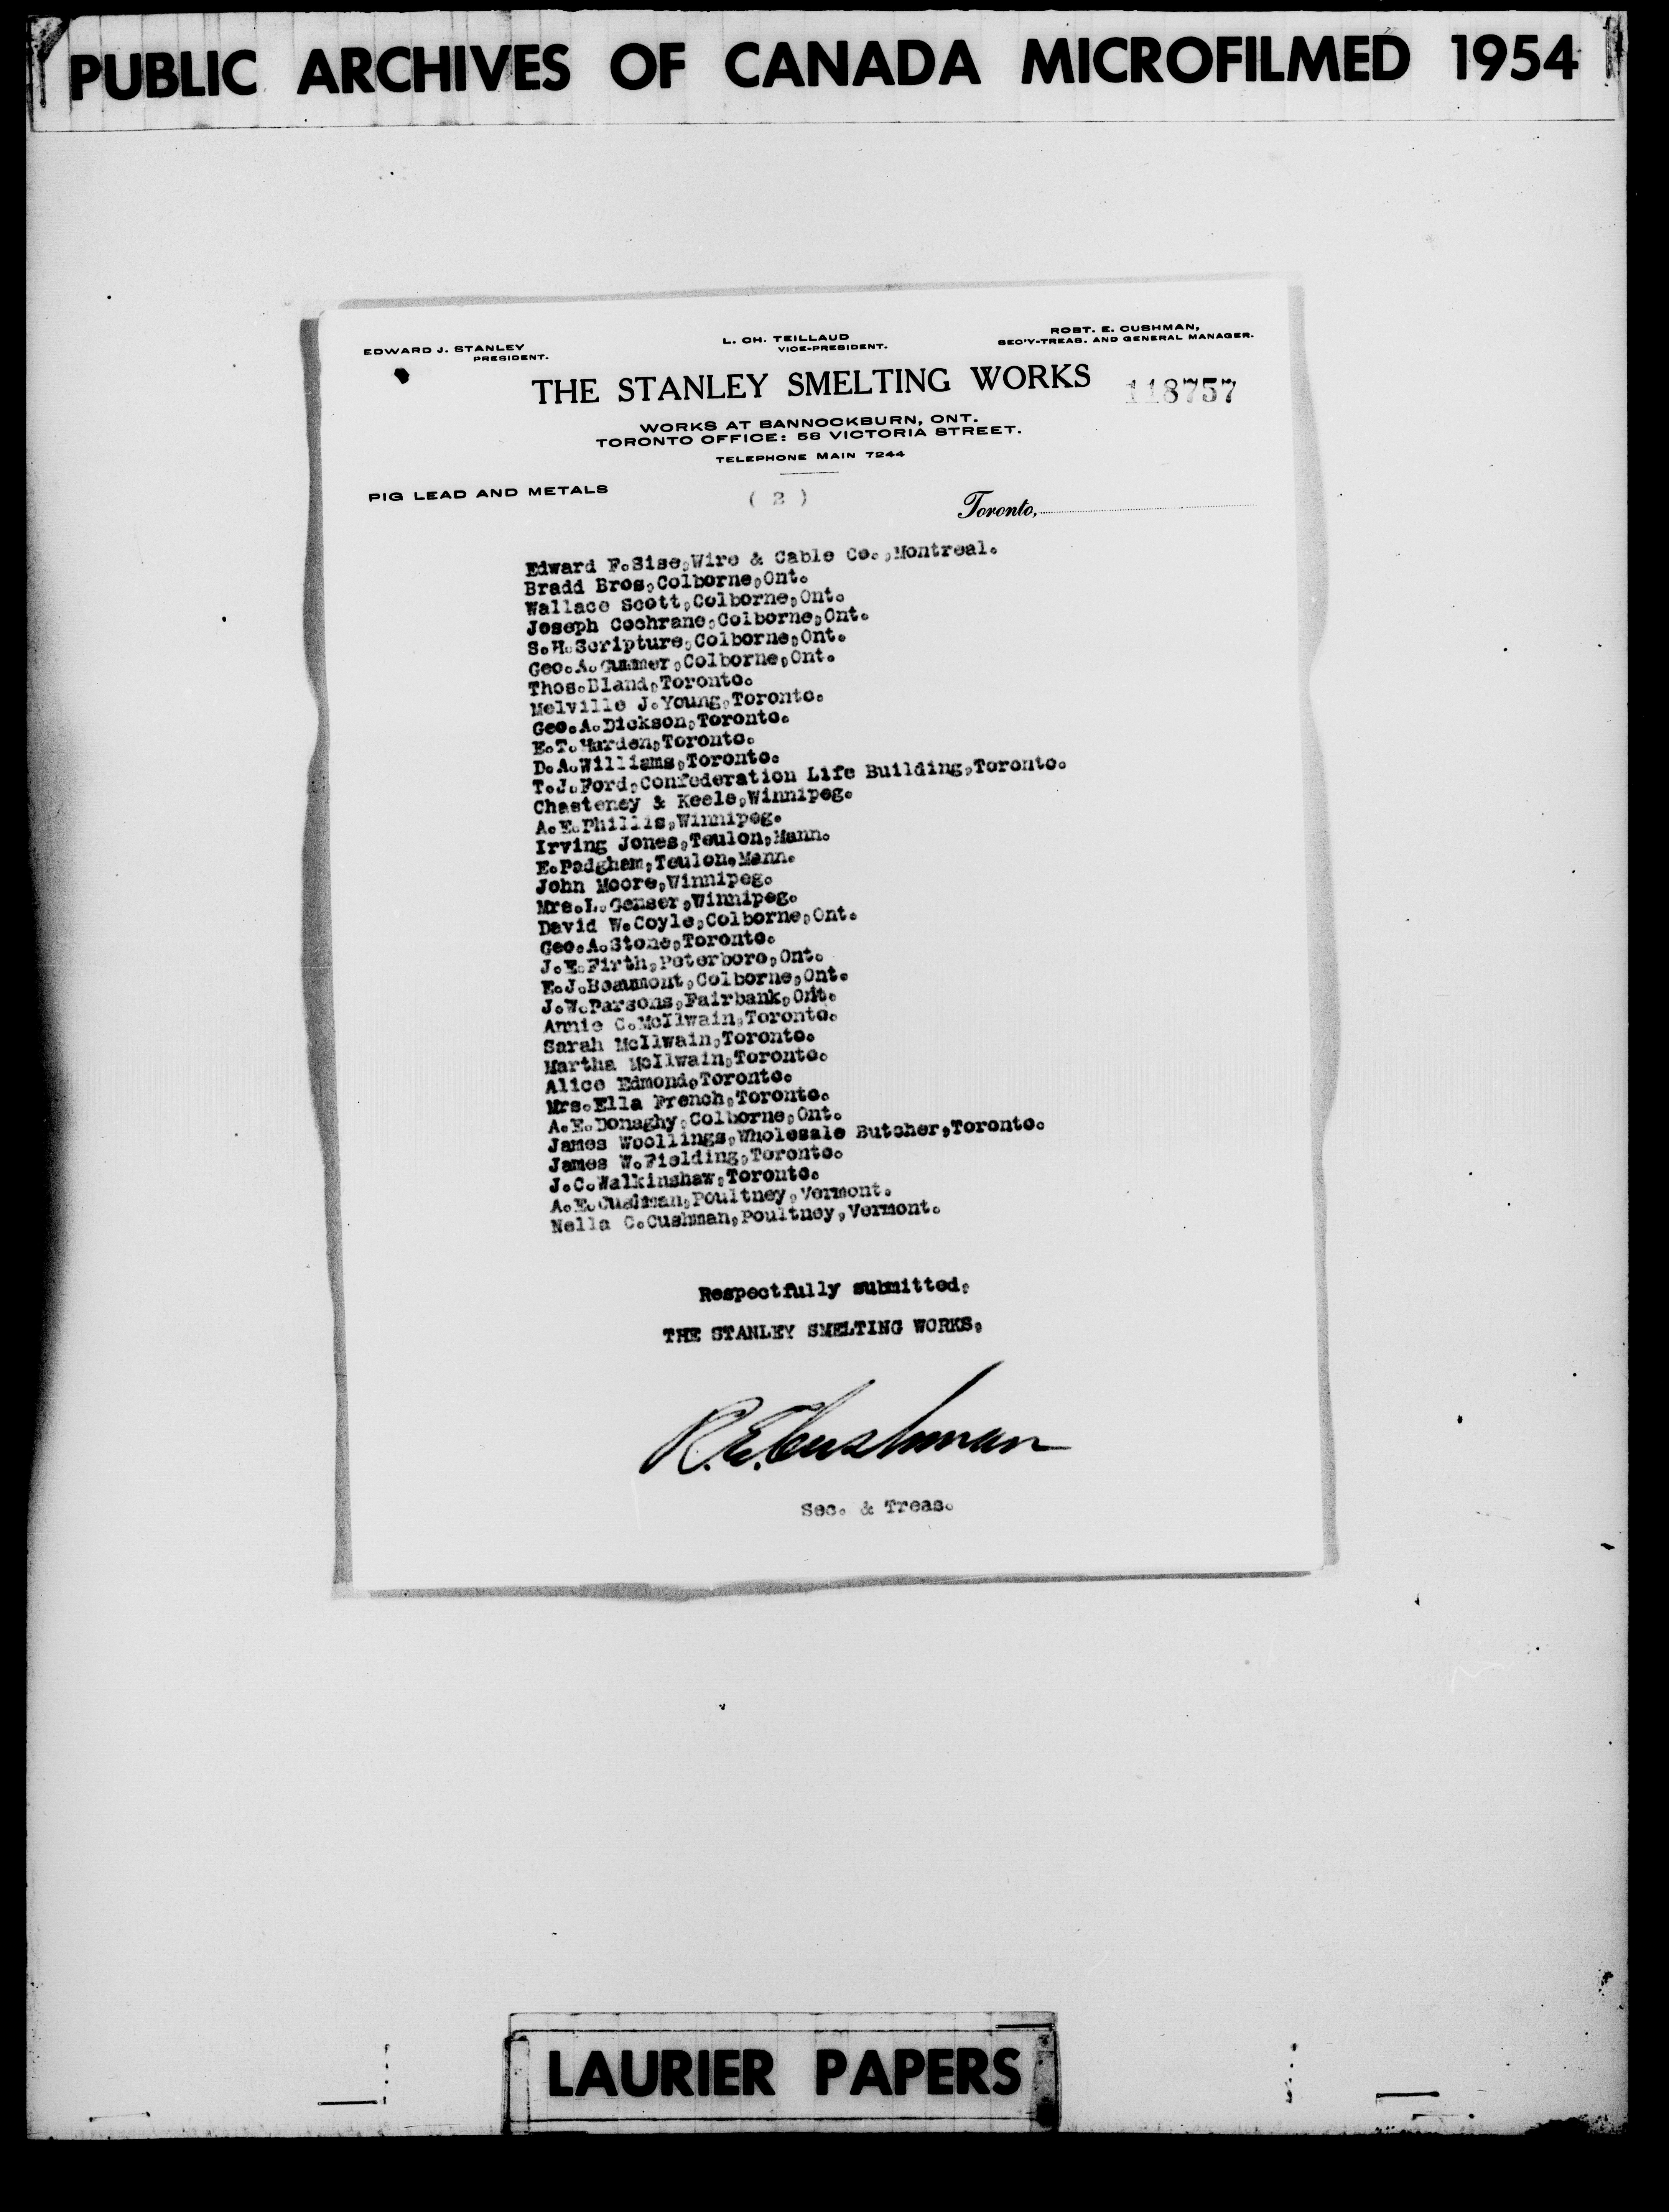 PUBLIC ARCHIVES OF CANADA MICROFILMED 1954
EDWARD J. STANLEY
PRESIDENT.
L. CH. TEILLAUD
VICE-PRESIDENT.
ROBT. E. CUSHMAN,
SEC'Y-TREAS. AND GENERAL MANAGER.
THE STANLEY SMELTING WORKS
118757
WORKS AT BANNOCKBURN, ONT.
TORONTO OFFICE: 58 VICTORIA STREET.
TELEPHONE MAIN 7244
PIG LEAD AND METALS
( 2 )
Toronto,
Edward F.Sise,Wire & Cable Co.,Montreal.
Bradd Bros,Colborne,Ont.
Wallace Scott,Colborne,Ont.
Joseph Cochrane,Colborne,Ont.
S.H.Scripture,Colborne,Ont.
Geo.A.Gummer,Colborne,Ont.
Thos.Bland,Toronto.
Melville J.Young,Toronto.
Geo.A.Dickson,Toronto.
E.T.Harden,Toronto.
D.A.Williams,Toronto.
T.J.Ford,Confederation Life Building,Toronto.
Chasteney & Keele,Winnipeg.
A.E.Phillis,Winnipeg.
Irving Jones,Teulon,Mann.
E.Padgham,Teulon,Mann.
John Moore,Winnipeg.
Mrs.L.Genser,Winnipeg.
David W.Coyle,Colborne,Ont.
Geo.A.Stone,Toronto.
J.E.Firth,Peterboro,Ont.
E.J.Beaumont,Colborne,Ont.
J.W.Parsons,Fairbank,Ont.
Annie C.McIlwain,Toronto.
Sarah McIlwain,Toronto.
Martha McIlwain,Toronto.
Alice Edmond,Toronto.
Mrs.Ella French,Toronto.
A.E.Donaghy,Colborne,Ont.
James Woollings,Wholesale Butcher,Toronto.
James W.Fielding,Toronto.
J.C.Walkinshaw,Toronto.
A.E.Cushman,Poultney,Vermont.
Nella C.Cushman,Poultney,Vermont.
Respectfully submitted,
THE STANLEY SMELTING WORKS,
R.E.Cushman
Sec. & Treas.
LAURIER PAPERS